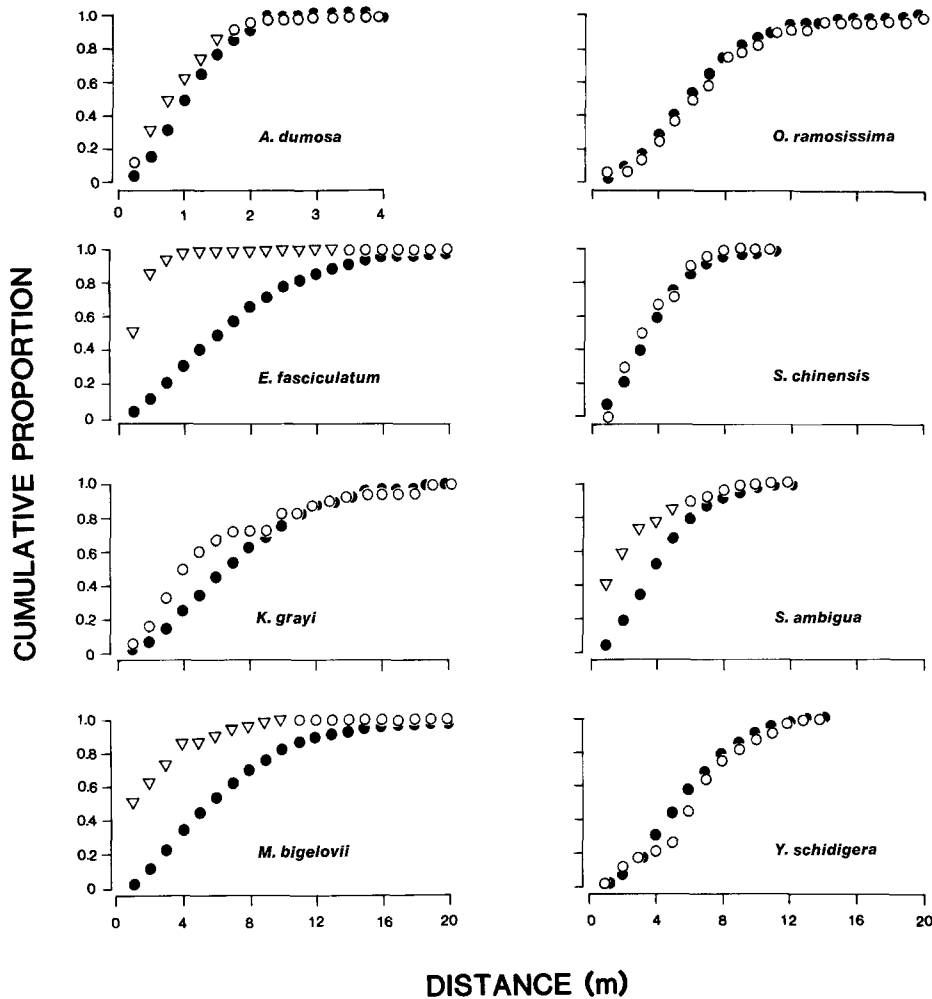 CUMULATIVE PROPORTION
1.0
0.8
0.6
0.4
0.2
0
A. dumosa
0 1 2 3 4
O. ramosissima
1.0
0.8
0.6
0.4
0.2
0
E. fasciculatum
S. chinensis
1.0
0.8
0.6
0.4
0.2
0
K. grayi
S. ambigua
1.0
0.8
0.6
0.4
0.2
0
M. bigelovii
0 4 8 12 16 20
Y. schidigera
0 4 8 12 16 20
DISTANCE (m)